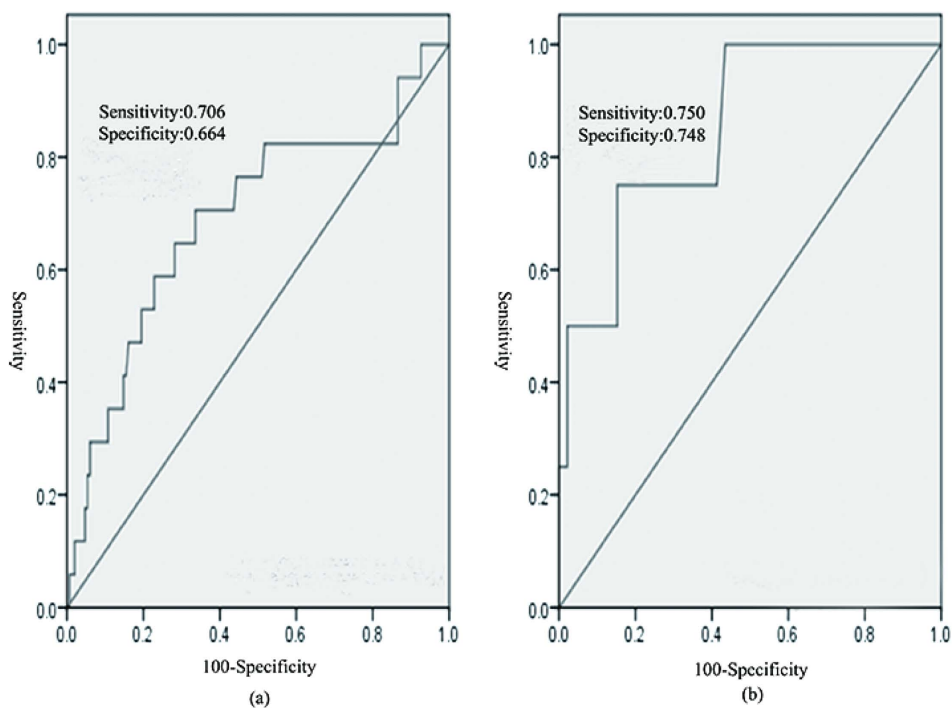 1.0
Sensitivity:0.706
Specificity:0.664
0.8
0.6
Sensitivity
0.4
0.2
0.0
0.0 0.2 0.4 0.6 0.8 1.0
100-Specificity
(a)
1.0
Sensitivity:0.750
Specificity:0.748
0.8
0.6
Sensitivity
0.4
0.2
0.0
0.0 0.2 0.4 0.6 0.8 1.0
100-Specificity
(b)